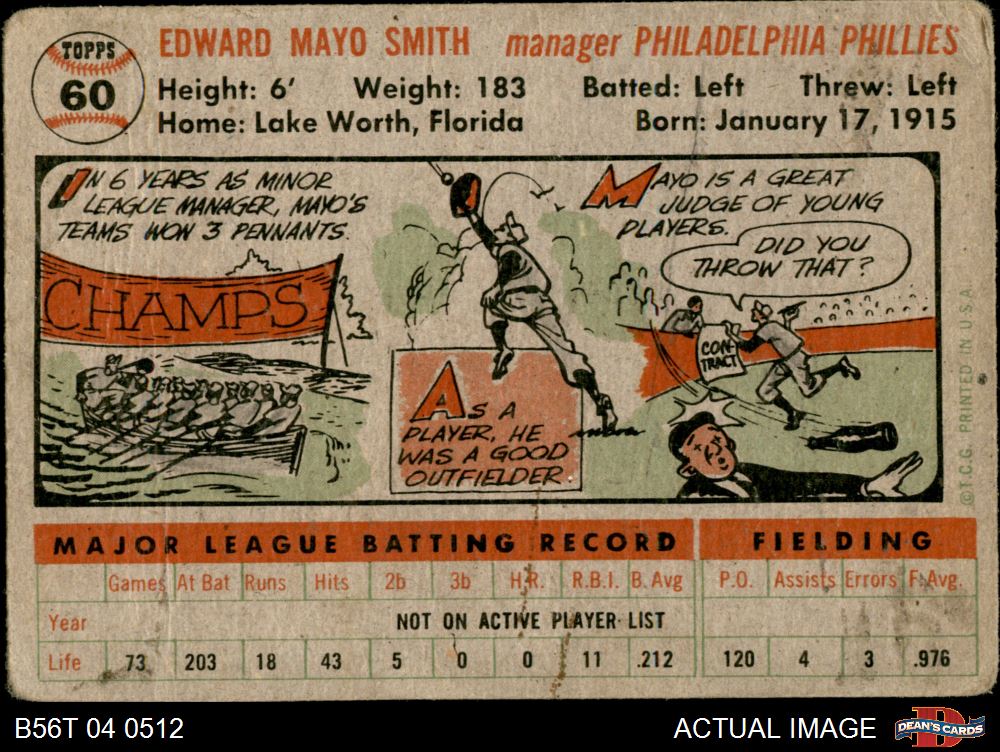 TOPPS
60
EDWARD MAYO SMITH manager PHILADELPHIA PHILLIES
Height: 6' Weight: 183 Batted: Left Threw: Left
Home: Lake Worth, Florida Born: January 17, 1915
IN 6 YEARS AS MINOR
LEAGUE MANAGER, MAYO'S
TEAMS WON 3 PENNANTS.
CHAMPS
AS A
PLAYER, HE
WAS A GOOD
OUTFIELDER
MAYO IS A GREAT
JUDGE OF YOUNG
PLAYERS.
DID YOU
THROW THAT?
CON-
TRACT
© T.C.G. PRINTED IN U.S.A.
MAJOR LEAGUE BATTING RECORD FIELDING
Games At Bat Runs Hits 2b 3b H.R. R.B.I. B. Avg P.O. Assists Errors F. Avg.
Year NOT ON ACTIVE PLAYER LIST
Life 73 203 18 43 5 0 0 11 .212 120 4 3 .976
B56T 04 0512 ACTUAL IMAGE DEAN'S CARDS